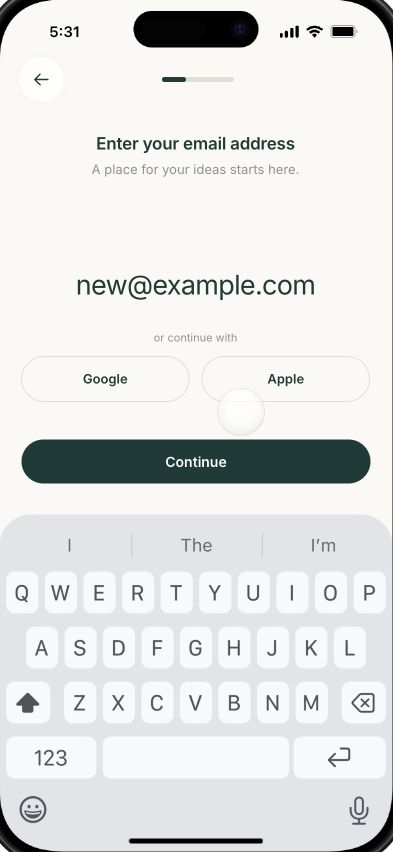 5:31
Enter your email address
A place for your ideas starts here.
new@example.com
or continue with
Google Apple
Continue
I The I’m
Q W E R T Y U I O P
A S D F G H J K L
Z X C V B N M
123